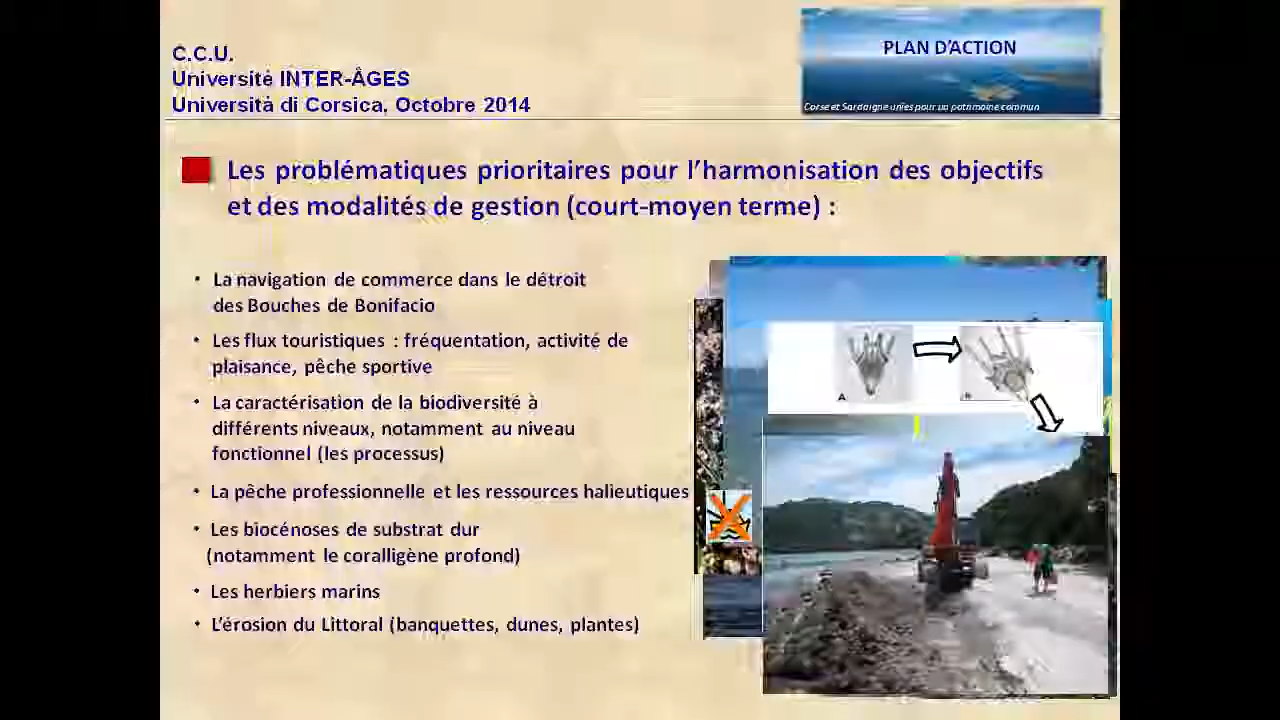 C.C.U.
Université INTER-ÂGES
Università di Corsica, Octobre 2014
PLAN D'ACTION
Corse et Sardaigne unies pour un patrimoine commun
Les problématiques prioritaires pour l'harmonisation des objectifs
et des modalités de gestion (court-moyen terme) :
• La navigation de commerce dans le détroit
des Bouches de Bonifacio
• Les flux touristiques : fréquentation, activité de
plaisance, pêche sportive
• La caractérisation de la biodiversité à
différents niveaux, notamment au niveau
fonctionnel (les processus)
• La pêche professionnelle et les ressources halieutiques
• Les biocénoses de substrat dur
(notamment le coralligène profond)
• Les herbiers marins
• L'érosion du Littoral (banquettes, dunes, plantes)
A
B